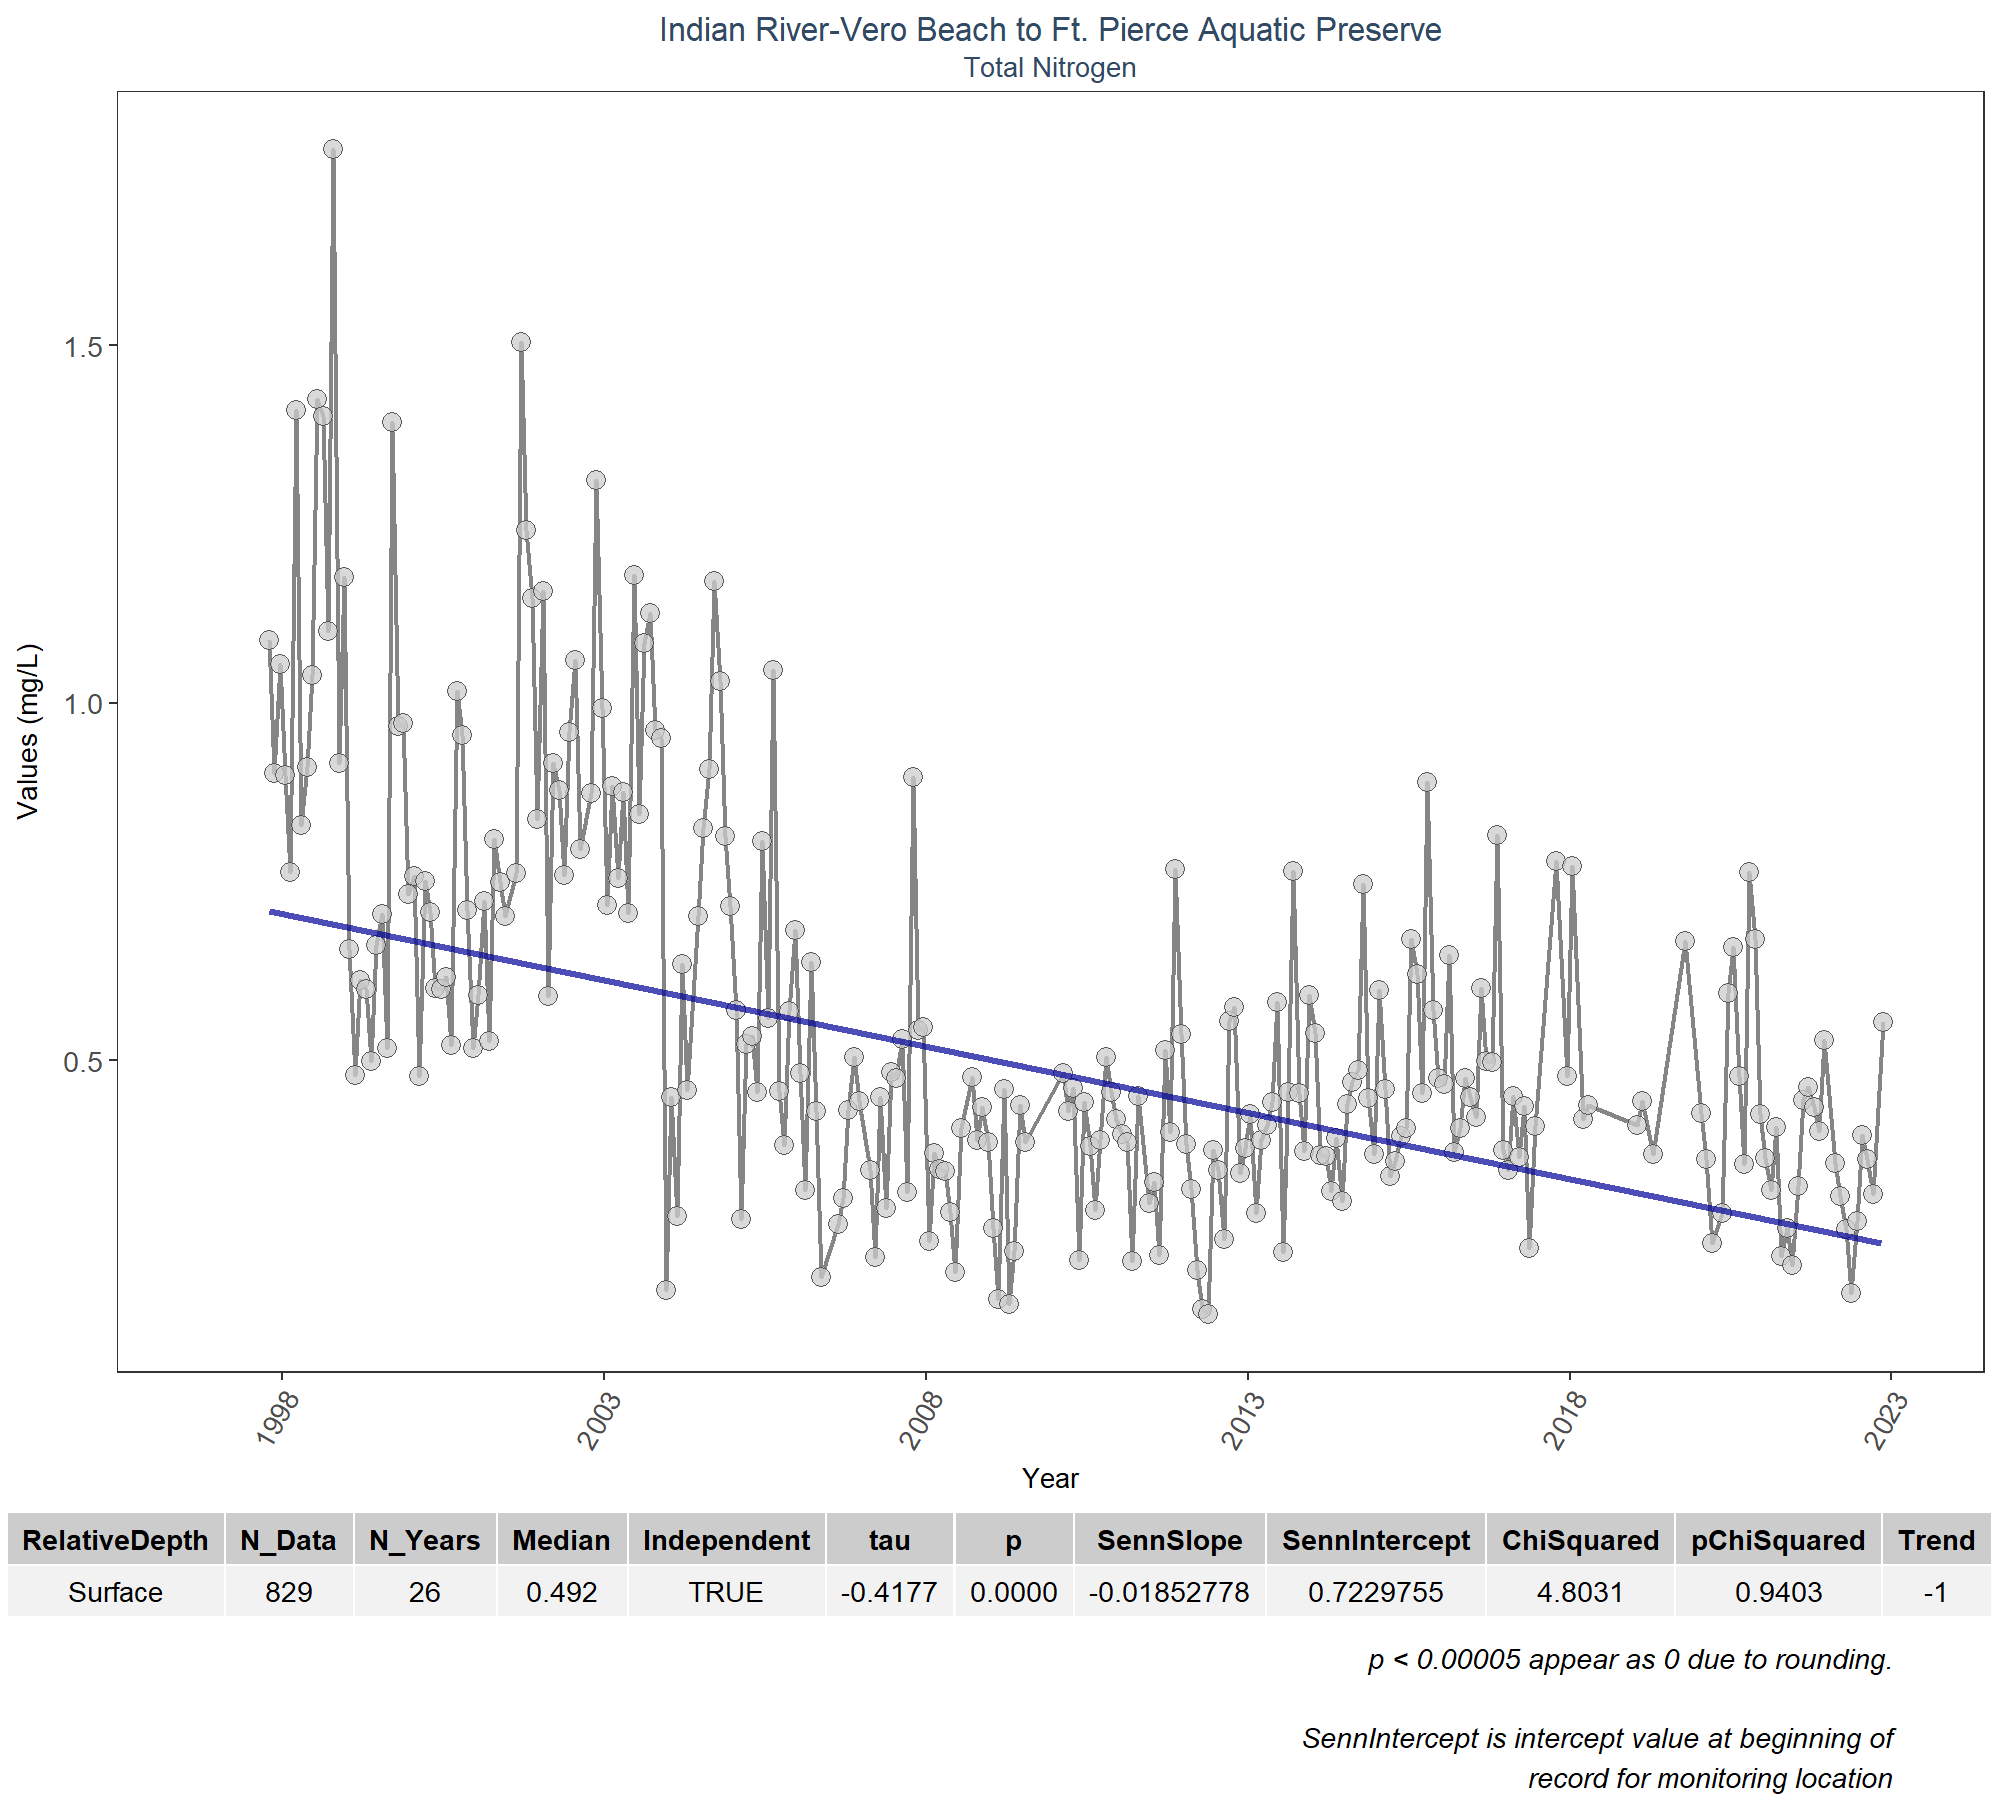 Indian River-Vero Beach to Ft. Pierce Aquatic Preserve
Total Nitrogen
Values (mg/L)
1.5
1.0
0.5
1998 2003 2008 2013 2018 2023
Year
RelativeDepth N_Data N_Years Median Independent tau p SennSlope SennIntercept ChiSquared pChiSquared Trend
Surface 829 26 0.492 TRUE -0.4177 0.0000 -0.01852778 0.7229755 4.8031 0.9403 -1
p < 0.00005 appear as 0 due to rounding.
SennIntercept is intercept value at beginning of
record for monitoring location